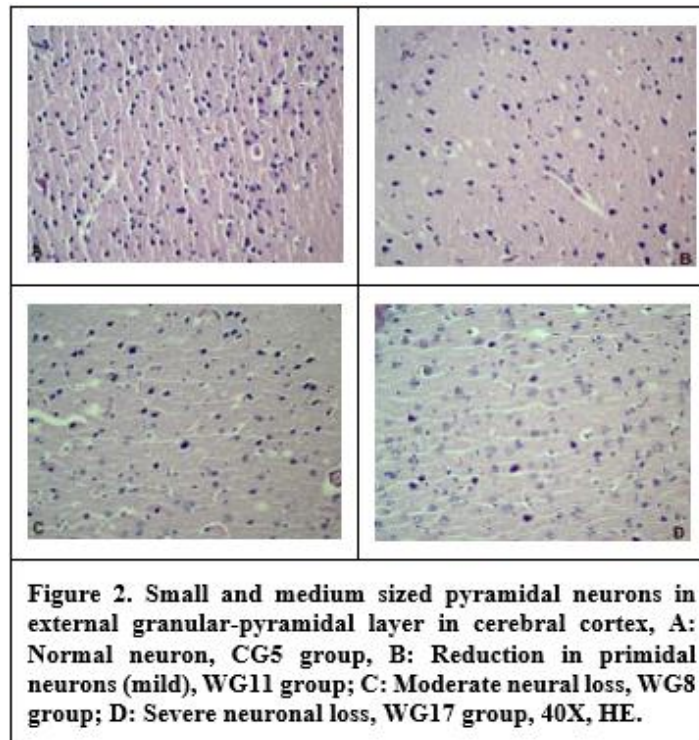 A
B
C
D
Figure 2. Small and medium sized pyramidal neurons in
external granular-pyramidal layer in cerebral cortex, A:
Normal neuron, CG5 group, B: Reduction in primidal
neurons (mild), WG11 group; C: Moderate neural loss, WG8
group; D: Severe neuronal loss, WG17 group, 40X, HE.